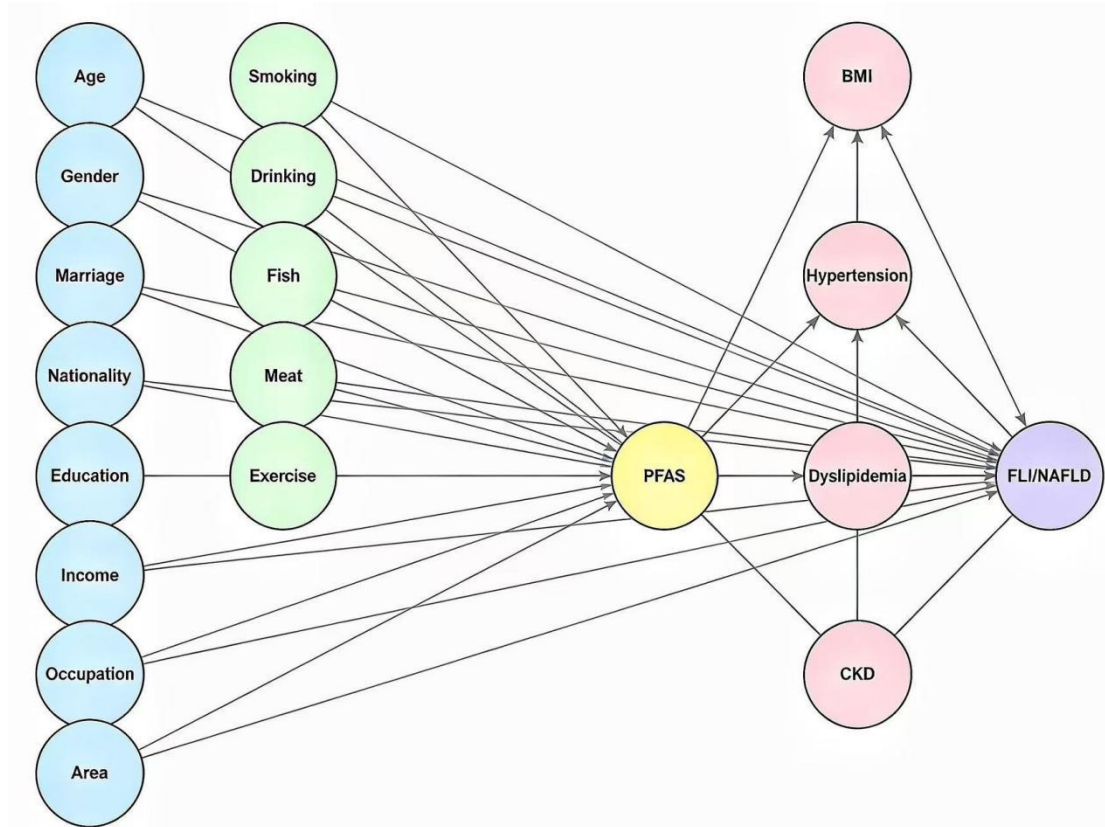 Age
Smoking
BMI
Gender
Drinking
Marriage
Fish
Hypertension
Nationality
Meat
Education
Exercise
PFAS
Dyslipidemia
FLI/NAFLD
Income
Occupation
CKD
Area